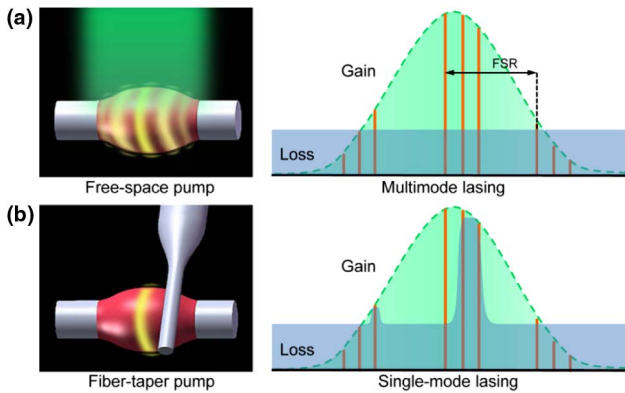 (a)
Gain
FSR
Loss
Free-space pump
Multimode lasing
(b)
Gain
Loss
Fiber-taper pump
Single-mode lasing